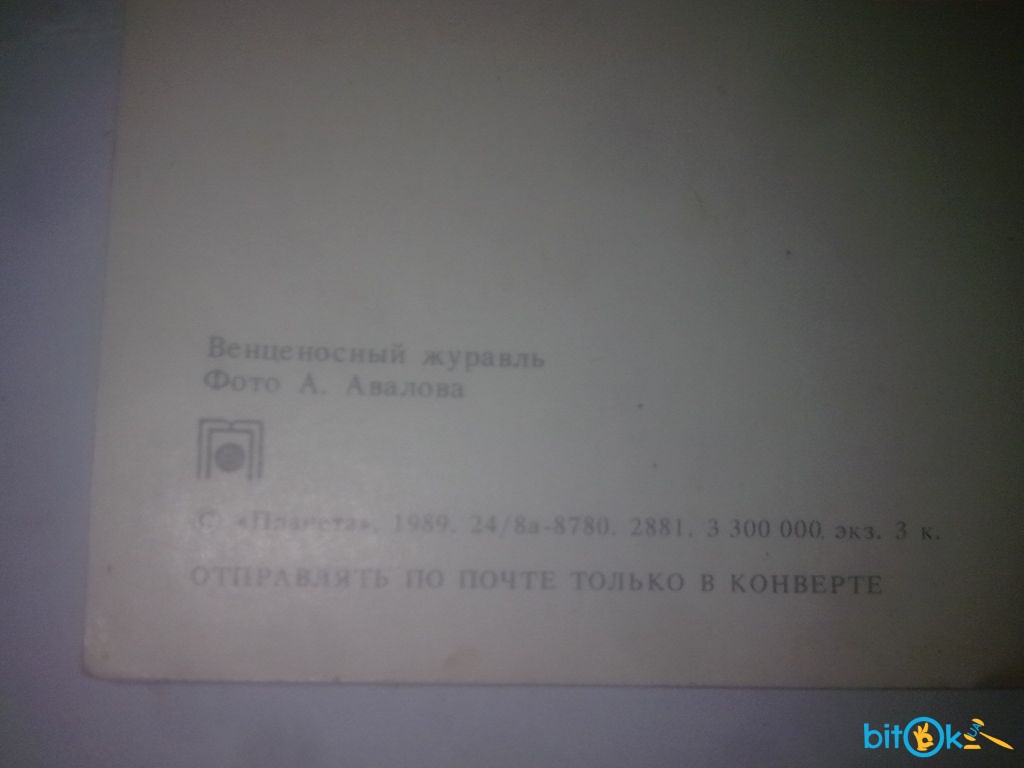 Венценосный журавль
Фото А. Авалова
© «Планета», 1989. 24/8а-8780. 2881. 3 300 000 экз. 3 к.
ОТПРАВЛЯТЬ ПО ПОЧТЕ ТОЛЬКО В КОНВЕРТЕ
bitOk UA